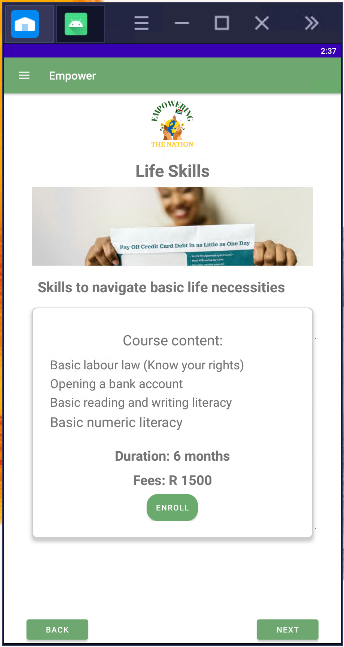 2:37
Empower
EMPOWERING
THE NATION
Life Skills
Pay Off Credit Card Debt in as Little as One Day
Skills to navigate basic life necessities
Course content:
Basic labour law (Know your rights)
Opening a bank account
Basic reading and writing literacy
Basic numeric literacy
Duration: 6 months
Fees: R 1500
ENROLL
BACK
NEXT